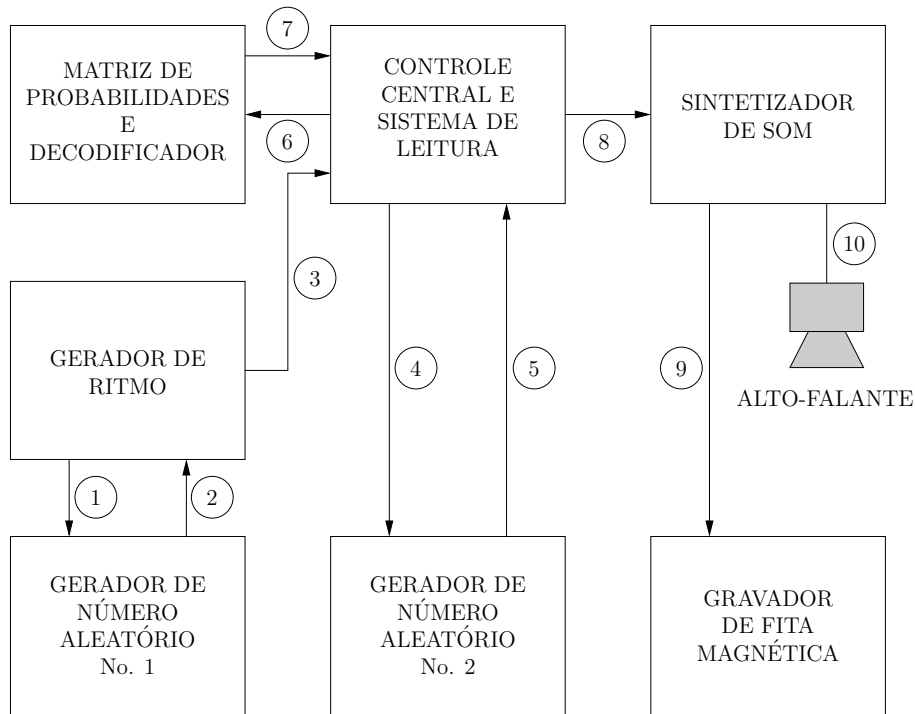 MATRIZ DE
PROBABILIDADES
E
DECODIFICADOR
7
6
CONTROLE
CENTRAL E
SISTEMA DE
LEITURA
8
SINTETIZADOR
DE SOM
10
3
GERADOR DE
RITMO
4
5
9
ALTO-FALANTE
1
2
GERADOR DE
NÚMERO
ALEATÓRIO
No. 1
GERADOR DE
NÚMERO
ALEATÓRIO
No. 2
GRAVADOR
DE FITA
MAGNÉTICA